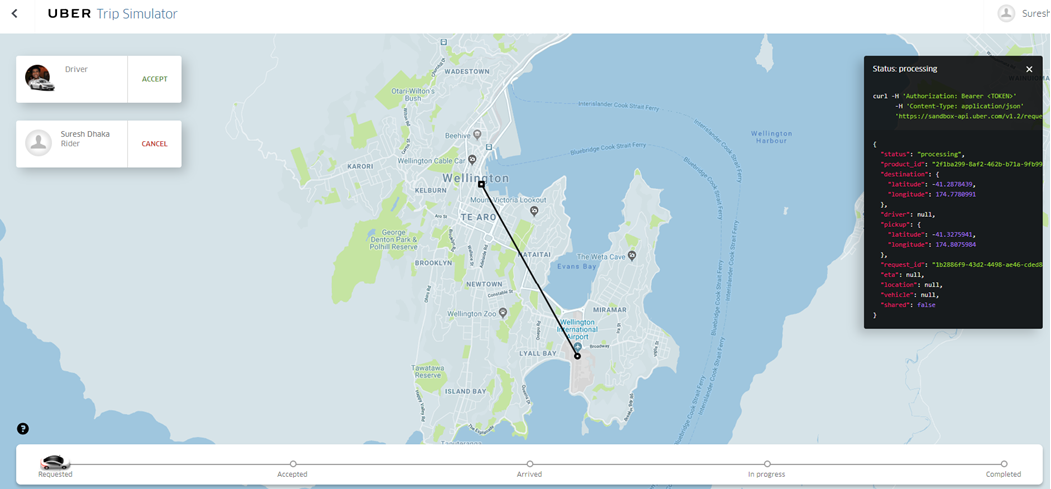 UBER Trip Simulator
Suresh
Driver
ACCEPT
Suresh Dhaka
Rider
CANCEL
Status: processing
curl -H 'Authorization: Bearer <TOKEN>'
-H 'Content-Type: application/json'
'https://sandbox-api.uber.com/v1.2/reque
{
"status": "processing",
"product_id": "2f1ba299-8af2-462b-b71a-9fb99
"destination": {
"latitude": -41.2878439,
"longitude": 174.7780991
},
"driver": null,
"pickup": {
"latitude": -41.3275941,
"longitude": 174.8075984
},
"request_id": "1b2886f9-43d2-4498-ae46-cded8
"eta": null,
"location": null,
"vehicle": null,
"shared": false
}
WADESTOWN
Otari-Wilton's
Bush
Interislander Cook Strait Ferry
Beehive
Wellington
Harbour
Bluebridge Cook Strait Ferry
Wellington Cable Car
KARORI
Wellington
KELBURN
Mount Victoria Lookout
TE ARO
George
Denton Park &
Polhill Reserve
HATAITAI
The Weta Cave
BROOKLYN
Evans Bay
NEWTOWN
Constable St
MIRAMAR
Wellington Zoo
Wellington
International
Airport
Broadway
LYALL BAY
Tawatawa
Reserve
ISLAND BAY
Interislander Cook Strait Ferry
Bluebridge Cook Strait Ferry
?
Requested
Accepted
Arrived
In progress
Completed